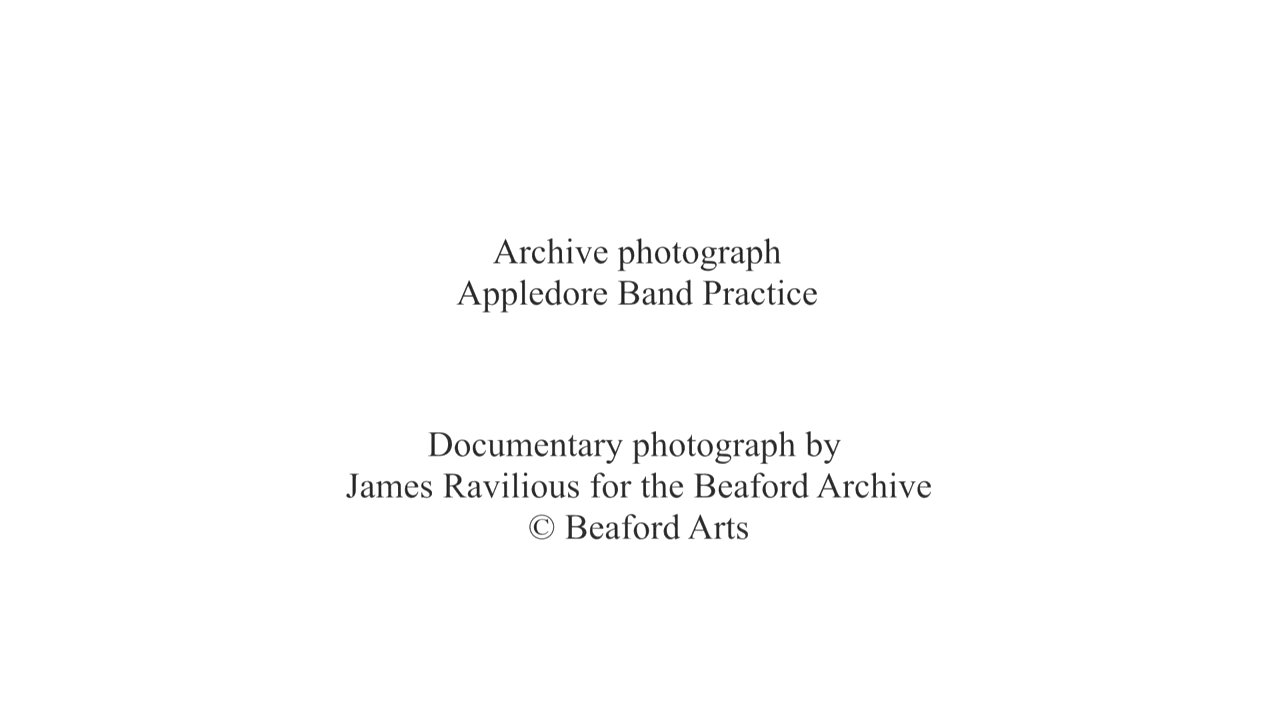 Archive photograph
Appledore Band Practice
Documentary photograph by
James Ravilious for the Beaford Archive
© Beaford Arts